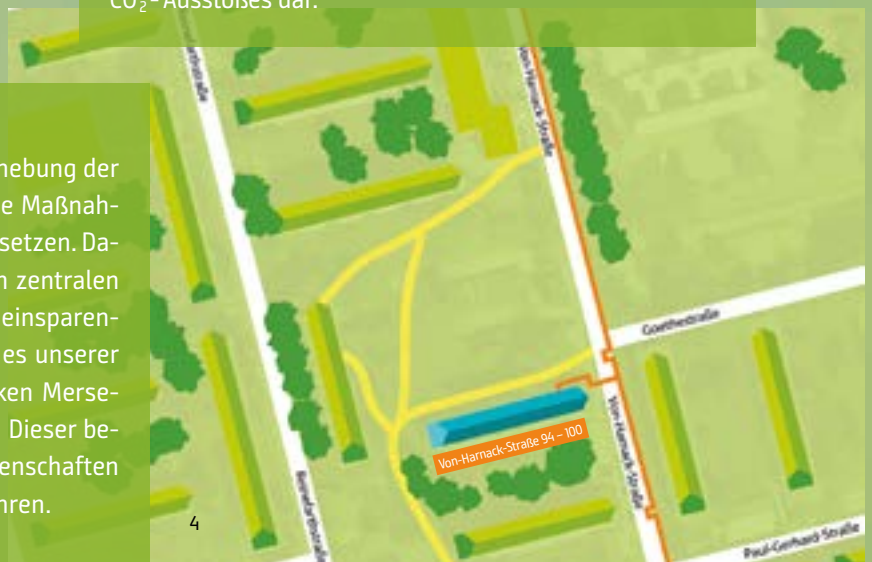 CO₂-Ausstoßes dar.
nebung der
e Maßnah-
setzen. Da-
n zentralen
einsparen-
es unserer
ken Merse-
Dieser be-
enschaften
hren.
4
Von-Harnack-Straße
Goethestraße
Von-Harnack-Straße 94 – 100
Von-Harnack-Straße
Paul-Gerhard Straße